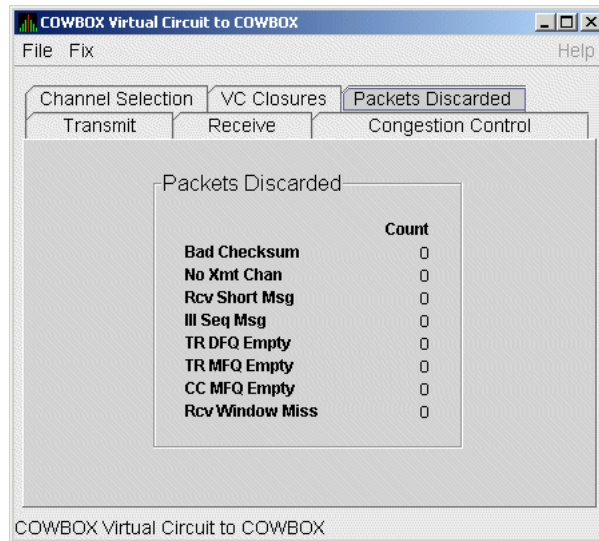 COWBOX Virtual Circuit to COWBOX
File Fix Help
Channel Selection VC Closures Packets Discarded
Transmit Receive Congestion Control
Packets Discarded
Count
Bad Checksum 0
No Xmt Chan 0
Rcv Short Msg 0
Ill Seq Msg 0
TR DFQ Empty 0
TR MFQ Empty 0
CC MFQ Empty 0
Rcv Window Miss 0
COWBOX Virtual Circuit to COWBOX